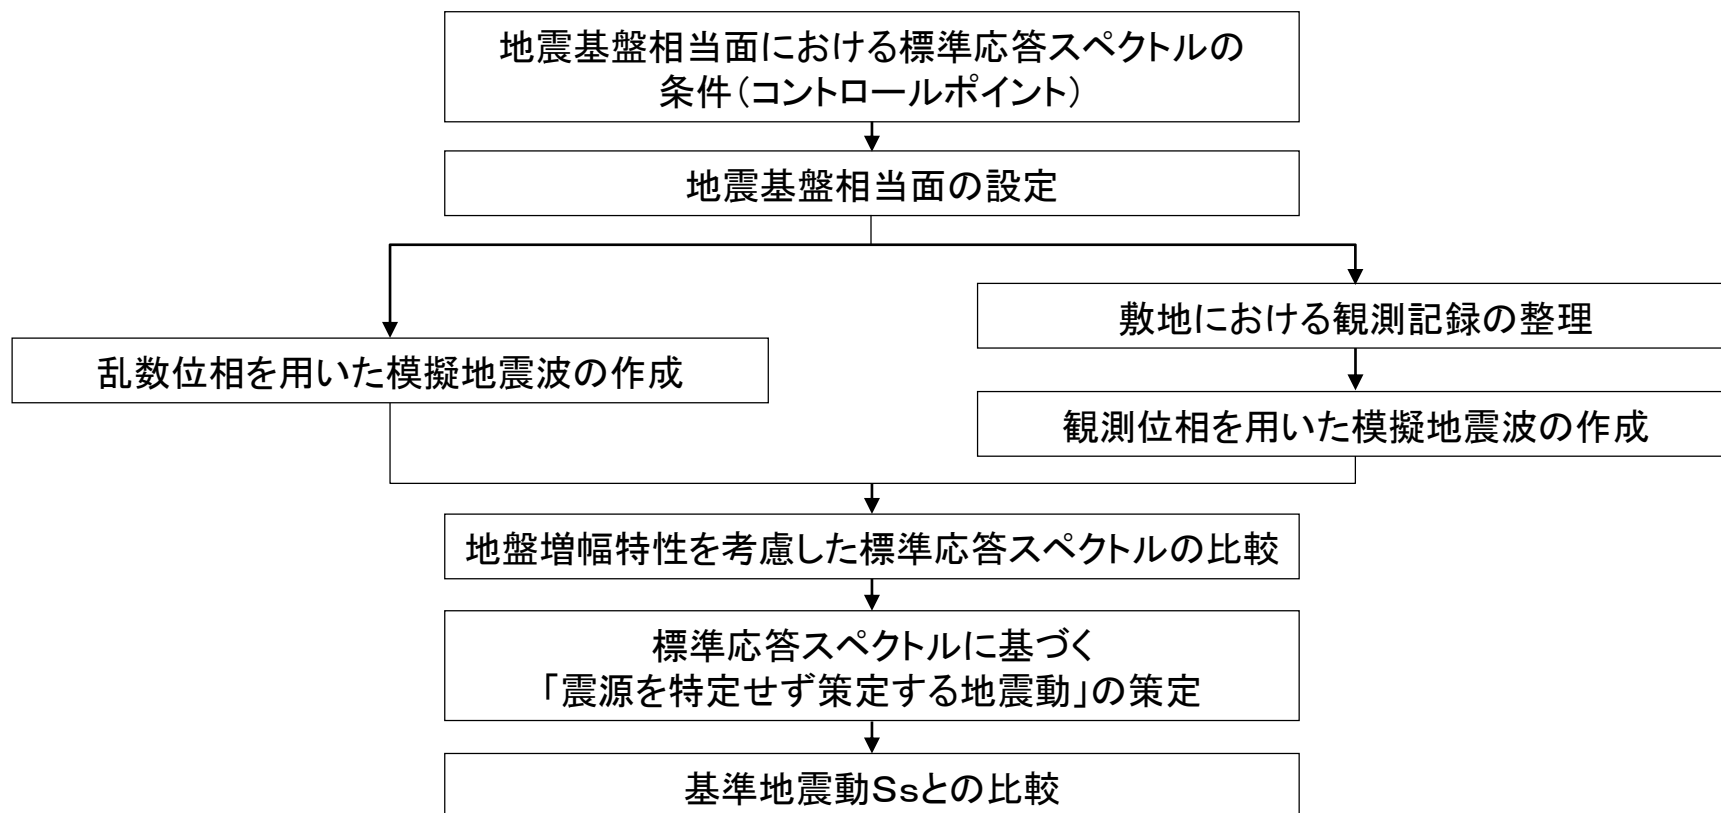 地震基盤相当面における標準応答スペクトルの
条件（コントロールポイント）
地震基盤相当面の設定
敷地における観測記録の整理
乱数位相を用いた模擬地震波の作成
観測位相を用いた模擬地震波の作成
地盤増幅特性を考慮した標準応答スペクトルの比較
標準応答スペクトルに基づく
「震源を特定せず策定する地震動」の策定
基準地震動Ｓｓとの比較